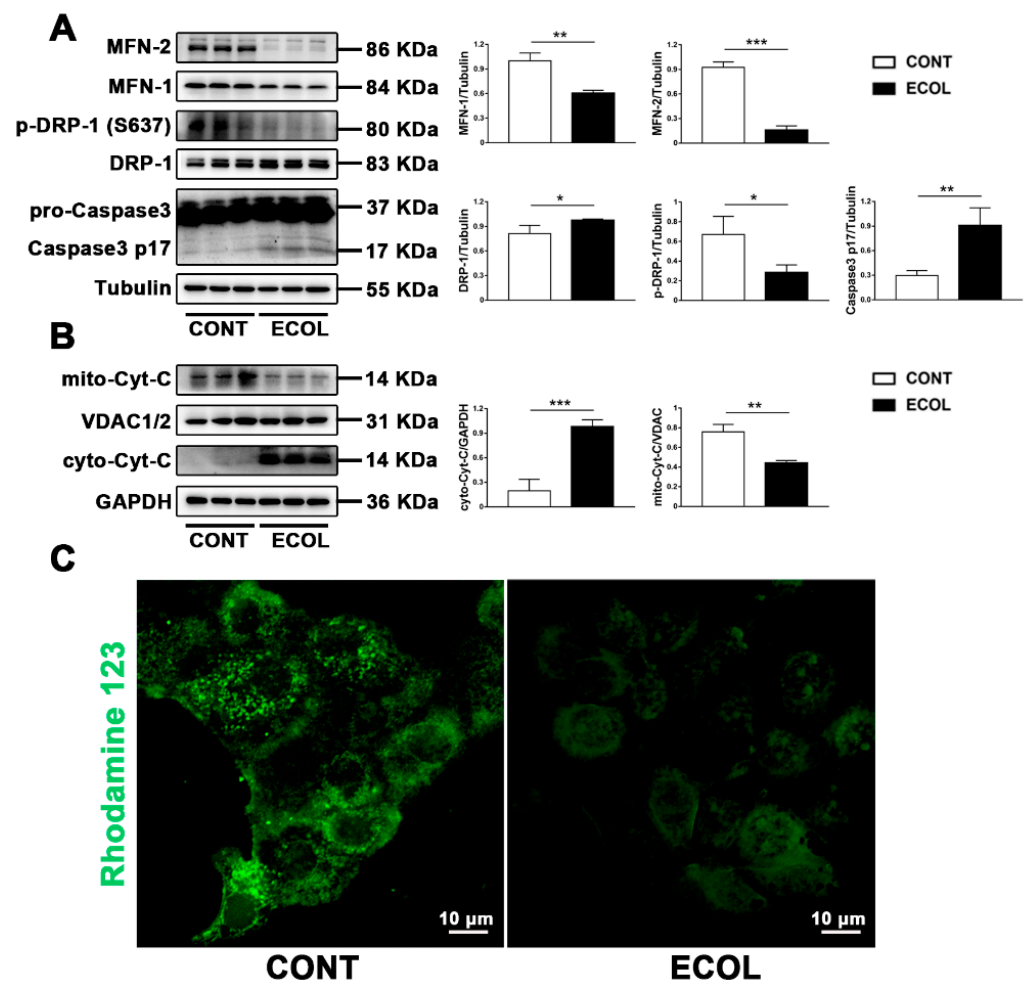 A
MFN-2
86 KDa
MFN-1
84 KDa
p-DRP-1 (S637)
80 KDa
DRP-1
83 KDa
pro-Caspase3
37 KDa
Caspase3 p17
17 KDa
Tubulin
55 KDa
CONT ECOL
MFN-1/Tubulin
1.2
0.9
0.6
0.3
0
**
MFN-2/Tubulin
1.2
0.9
0.6
0.3
0
***
CONT
ECOL
DRP-1/Tubulin
1.2
0.9
0.6
0.3
0
*
p-DRP-1/Tubulin
1
0.8
0.6
0.4
0.2
0
*
Caspase3 p17/Tubulin
1.2
0.9
0.6
0.3
0
**
B
mito-Cyt-C
14 KDa
VDAC1/2
31 KDa
cyto-Cyt-C
14 KDa
GAPDH
36 KDa
CONT ECOL
cyto-Cyt-C/GAPDH
1.2
0.9
0.6
0.3
0
***
mito-Cyt-C/VDAC
1
0.8
0.6
0.4
0.2
0
**
CONT
ECOL
C
Rhodamine 123
10 μm
10 μm
CONT
ECOL